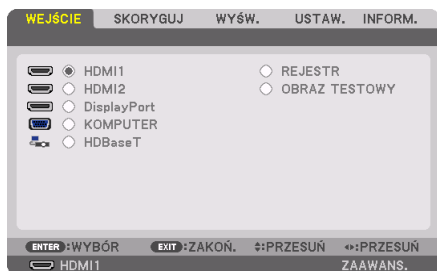 WEJŚCIE SKORYGUJ WYŚW. USTAW. INFORM.
HDMI1 REJESTR
HDMI2 OBRAZ TESTOWY
DisplayPort
KOMPUTER
HDBaseT
ENTER :WYBÓR EXIT :ZAKOŃ. :PRZESUŃ :PRZESUŃ
HDMI1 ZAAWANS.